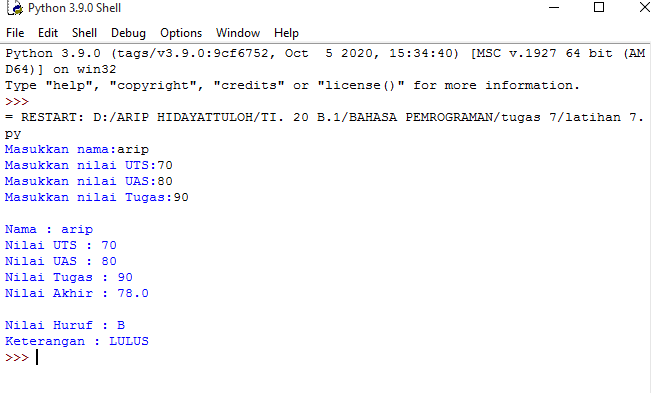 Python 3.9.0 Shell
File Edit Shell Debug Options Window Help
Python 3.9.0 (tags/v3.9.0:9cf6752, Oct  5 2020, 15:34:40) [MSC v.1927 64 bit (AM
D64)] on win32
Type "help", "copyright", "credits" or "license()" for more information.
>>>
= RESTART: D:/ARIP HIDAYATTULOH/TI. 20 B.1/BAHASA PEMROGRAMAN/tugas 7/latihan 7.
py
Masukkan nama:arip
Masukkan nilai UTS:70
Masukkan nilai UAS:80
Masukkan nilai Tugas:90

Nama : arip
Nilai UTS : 70
Nilai UAS : 80
Nilai Tugas : 90
Nilai Akhir : 78.0

Nilai Huruf : B
Keterangan : LULUS
>>>